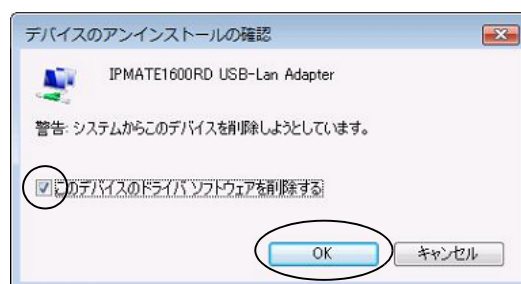 デバイスのアンインストールの確認
IPMATE1600RD USB-Lan Adapter
警告: システムからこのデバイスを削除しようとしています。
このデバイスのドライバ ソフトウェアを削除する
OK
キャンセル